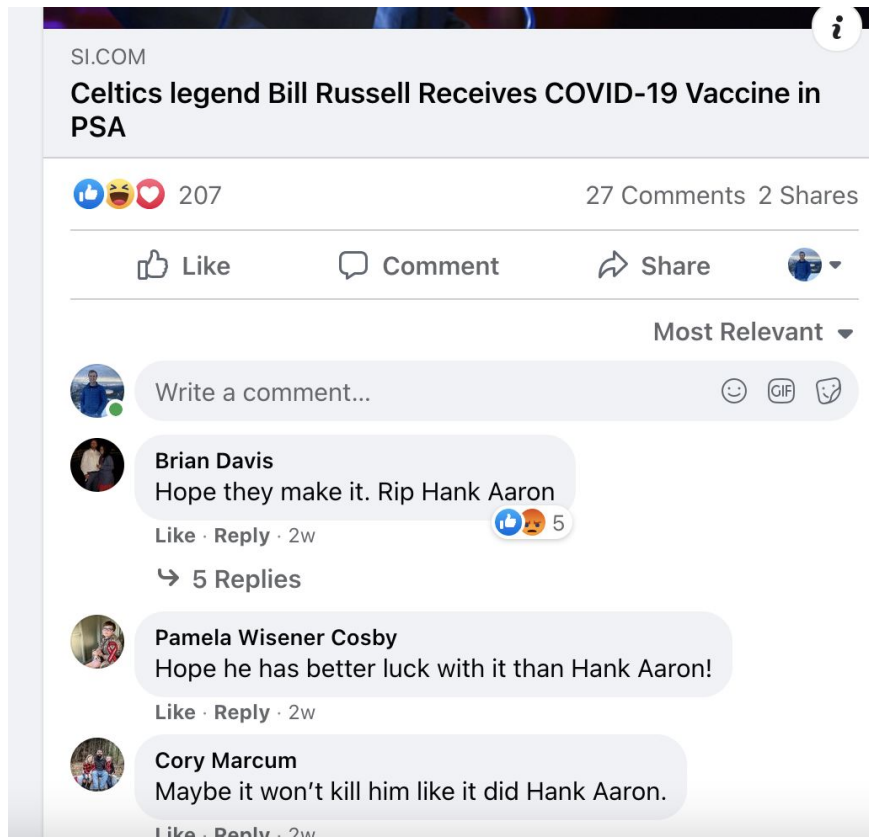 SI.COM
Celtics legend Bill Russell Receives COVID-19 Vaccine in
PSA
207
27 Comments 2 Shares
Like Comment Share
Most Relevant
Write a comment...
GIF
Brian Davis
Hope they make it. Rip Hank Aaron
5
Like · Reply · 2w
5 Replies
Pamela Wisener Cosby
Hope he has better luck with it than Hank Aaron!
Like · Reply · 2w
Cory Marcum
Maybe it won’t kill him like it did Hank Aaron.
Like · Reply · 2w